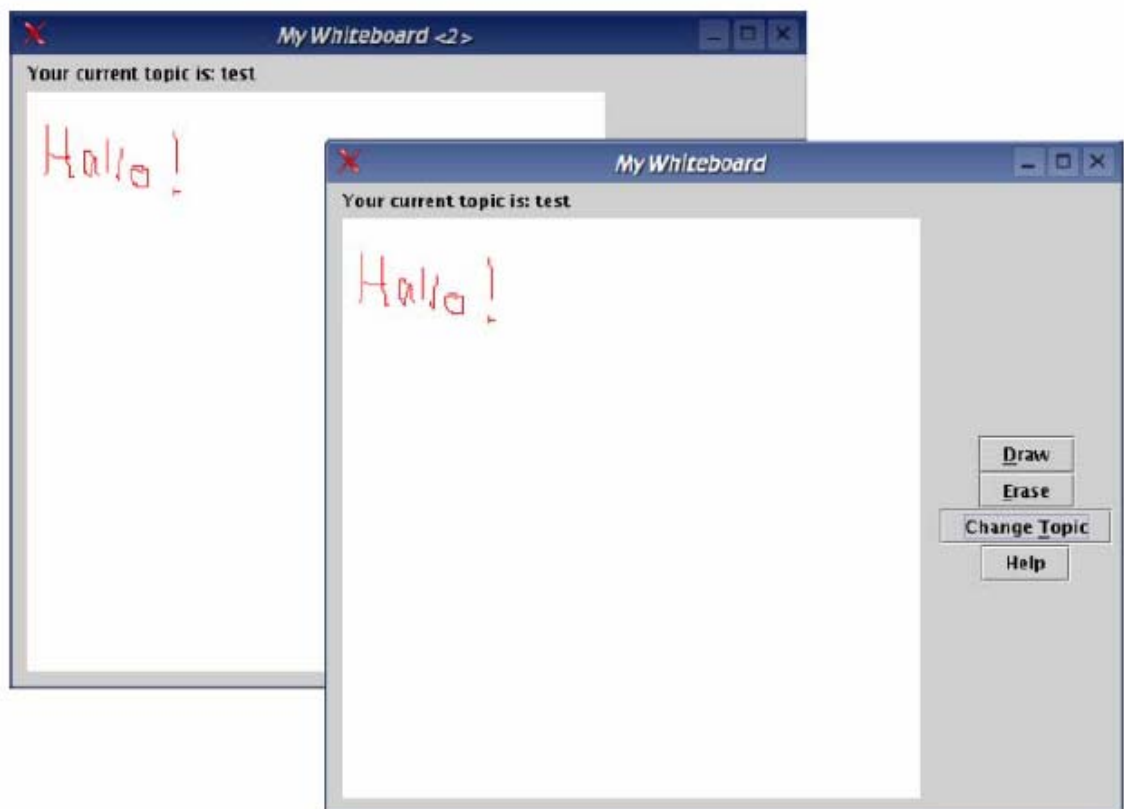 My Whiteboard <2>
Your current topic is: test
Hallo!
My Whiteboard
Your current topic is: test
Hallo!
Draw
Erase
Change Topic
Help